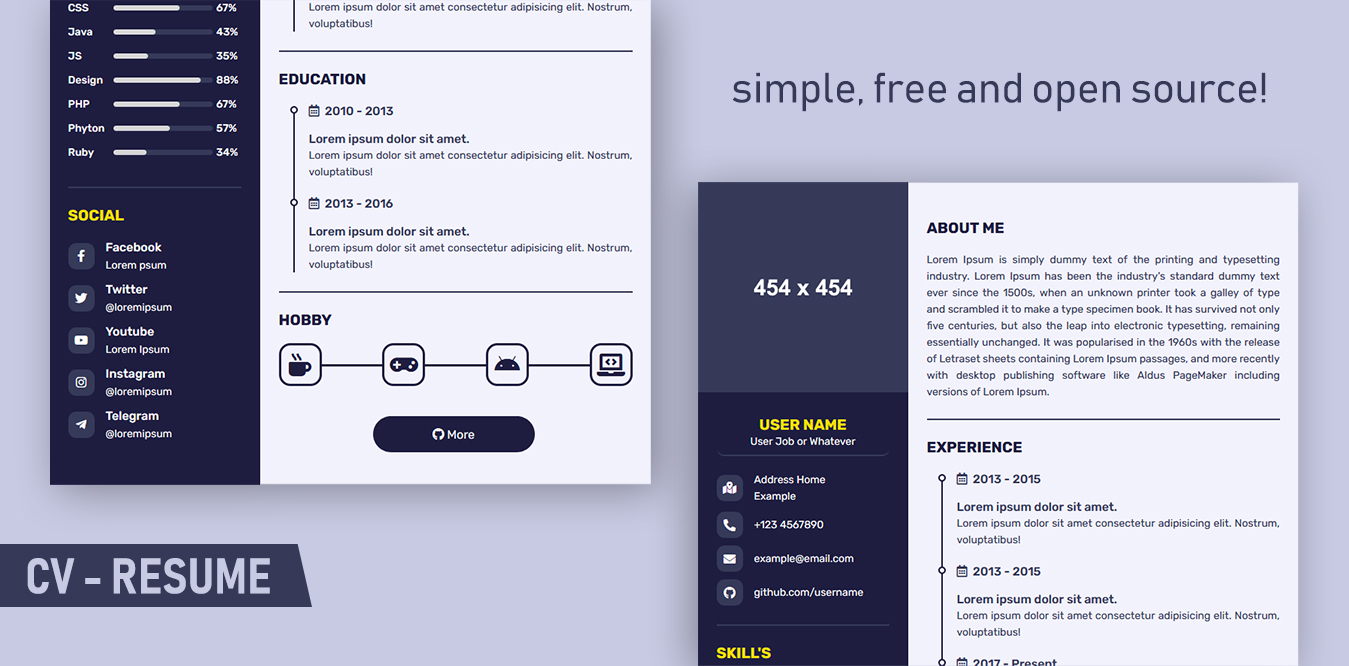 CSS 67%
Java 43%
JS 35%
Design 88%
PHP 67%
Phyton 57%
Ruby 34%
SOCIAL
Facebook
Lorem psum
Twitter
@loremipsum
Youtube
Lorem Ipsum
Instagram
@loremipsum
Telegram
@loremipsum
Lorem ipsum dolor sit amet consectetur adipisicing elit. Nostrum,
voluptatibus!
EDUCATION
2010 - 2013
Lorem ipsum dolor sit amet.
Lorem ipsum dolor sit amet consectetur adipisicing elit. Nostrum,
voluptatibus!
2013 - 2016
Lorem ipsum dolor sit amet.
Lorem ipsum dolor sit amet consectetur adipisicing elit. Nostrum,
voluptatibus!
HOBBY
More
CV - RESUME
simple, free and open source!
454 x 454
USER NAME
User Job or Whatever
Address Home
Example
+123 4567890
example@email.com
github.com/username
SKILL'S
ABOUT ME
Lorem Ipsum is simply dummy text of the printing and typesetting
industry. Lorem Ipsum has been the industry's standard dummy text
ever since the 1500s, when an unknown printer took a galley of type
and scrambled it to make a type specimen book. It has survived not only
five centuries, but also the leap into electronic typesetting, remaining
essentially unchanged. It was popularised in the 1960s with the release
of Letraset sheets containing Lorem Ipsum passages, and more recently
with desktop publishing software like Aldus PageMaker including
versions of Lorem Ipsum.
EXPERIENCE
2013 - 2015
Lorem ipsum dolor sit amet.
Lorem ipsum dolor sit amet consectetur adipisicing elit. Nostrum,
voluptatibus!
2013 - 2015
Lorem ipsum dolor sit amet.
Lorem ipsum dolor sit amet consectetur adipisicing elit. Nostrum,
voluptatibus!
2017 - Present